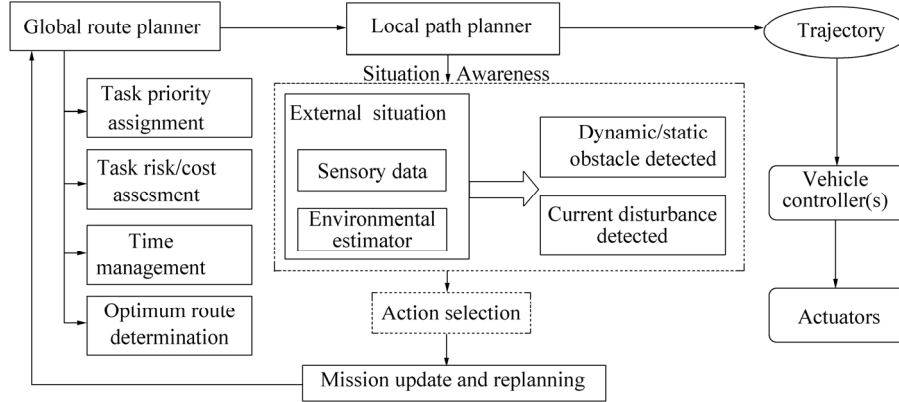 Global route planner
Local path planner
Trajectory
Situation Awareness
Task priority
assignment
Task risk/cost
assesment
Time
management
Optimum route
determination
External situation
Sensory data
Environmental
estimator
Dynamic/static
obstacle detected
Current disturbance
detected
Vehicle
controller(s)
Action selection
Actuators
Mission update and replanning